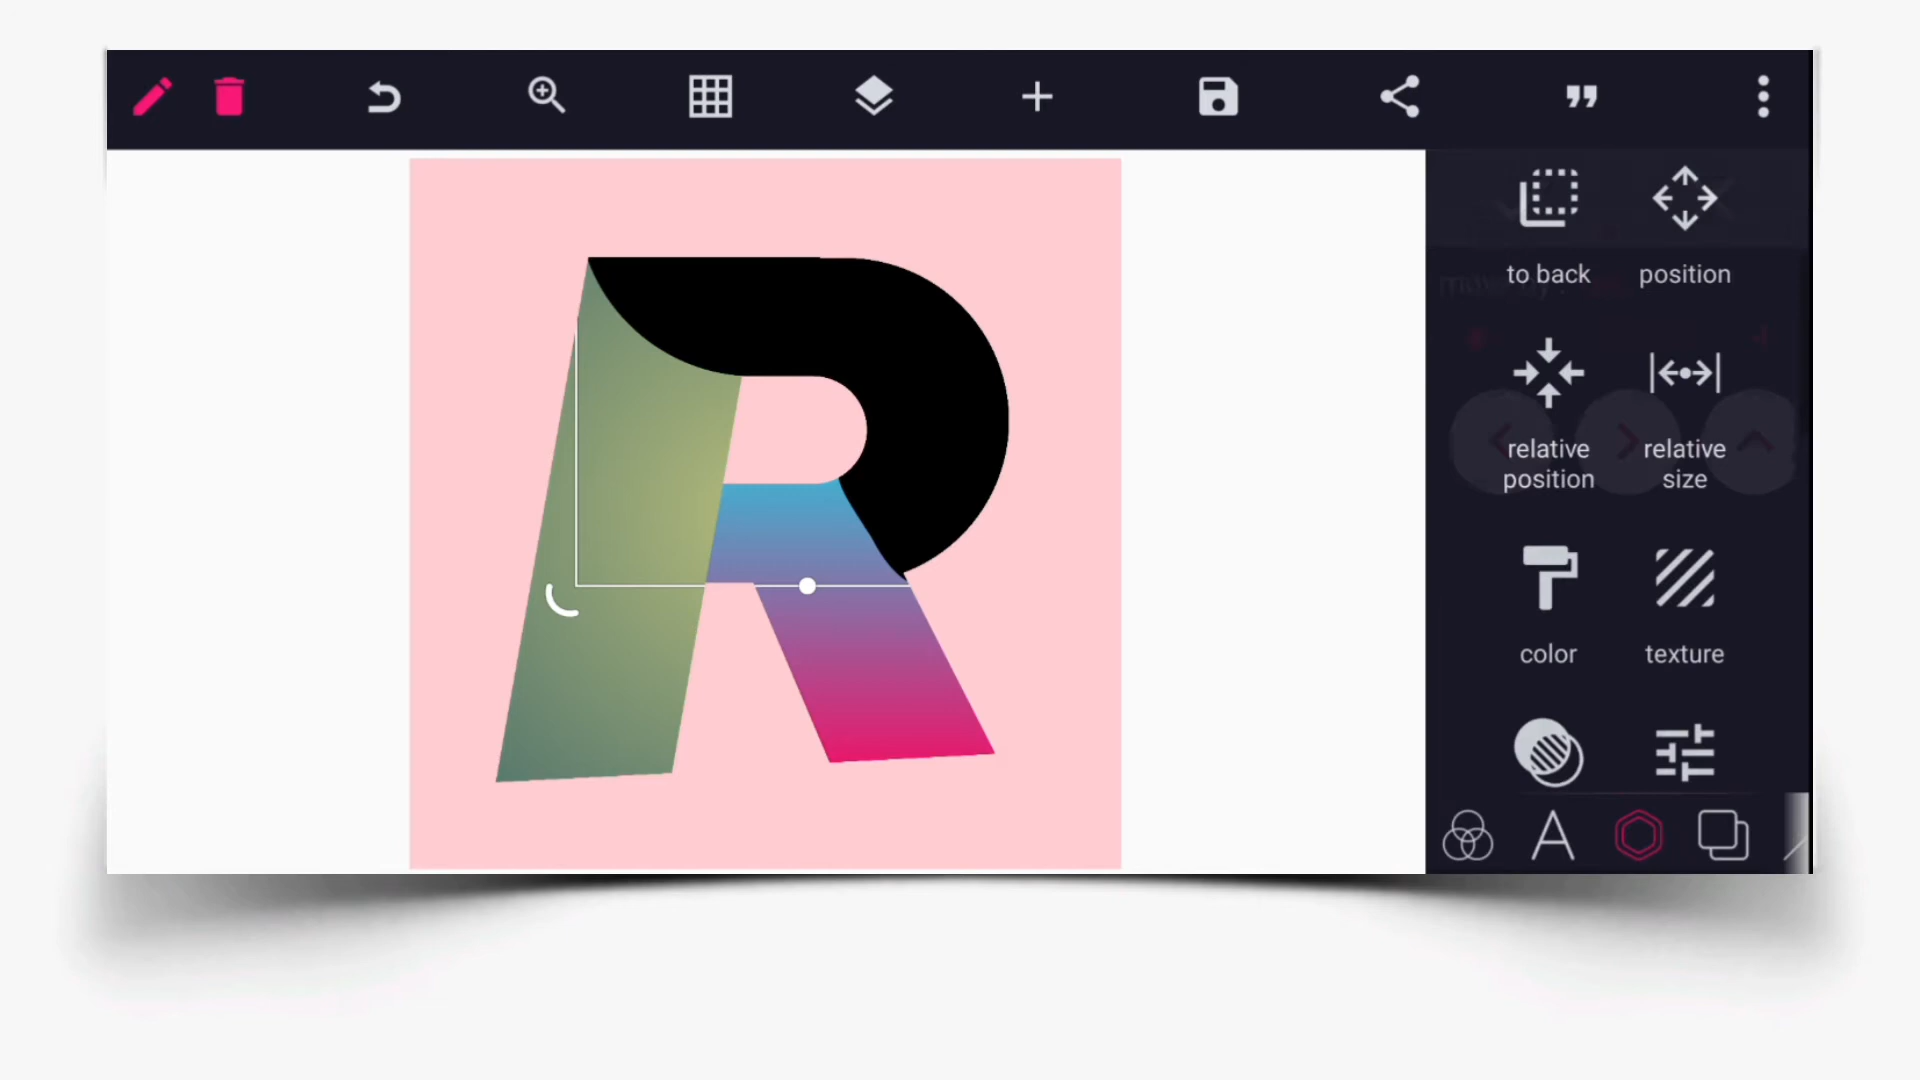 R
to back
position
relative
position
relative
size
color
texture
A